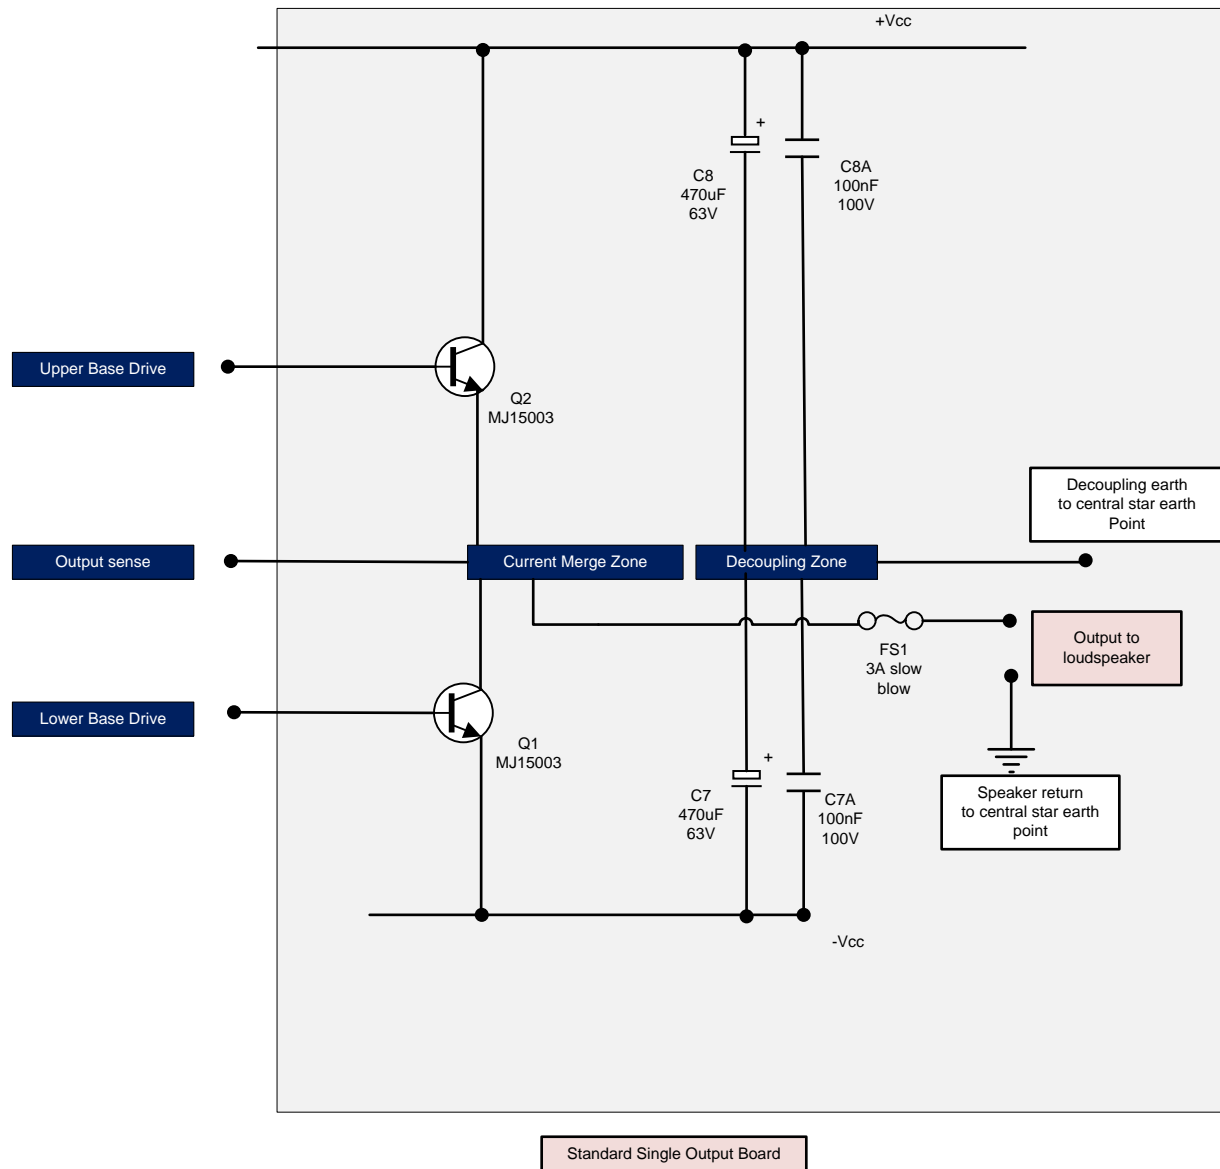 +Vcc
+
C8
470uF
63V
C8A
100nF
100V
Upper Base Drive
Q2
MJ15003
Decoupling earth
to central star earth
Point
Output sense
Current Merge Zone
Decoupling Zone
FS1
3A slow
blow
Output to
loudspeaker
Lower Base Drive
Q1
MJ15003
+
C7
470uF
63V
C7A
100nF
100V
Speaker return
to central star earth
point
-Vcc
Standard Single Output Board